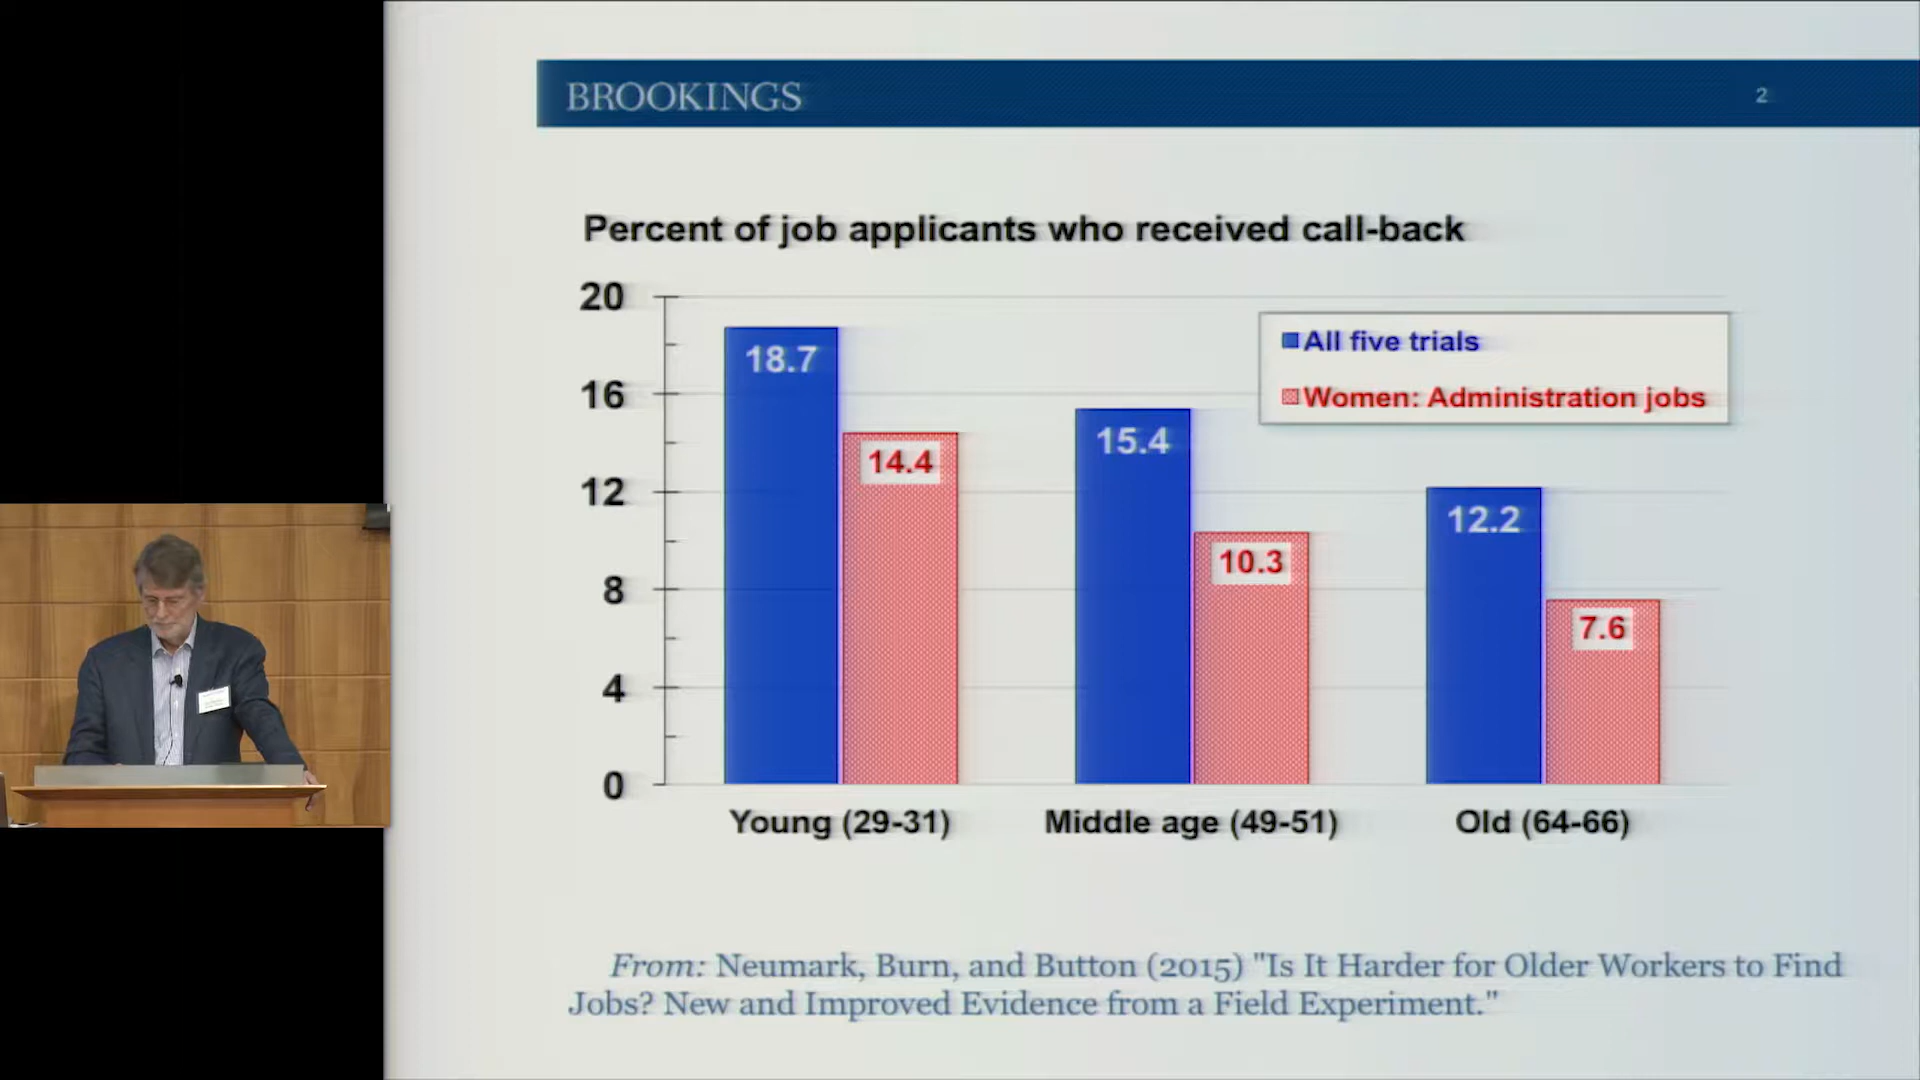 BROOKINGS
2
Percent of job applicants who received call-back
20
16
12
8
4
0
All five trials
Women: Administration jobs
18.7
14.4
15.4
10.3
12.2
7.6
Young (29-31)
Middle age (49-51)
Old (64-66)
From: Neumark, Burn, and Button (2015) "Is It Harder for Older Workers to Find
Jobs? New and Improved Evidence from a Field Experiment."